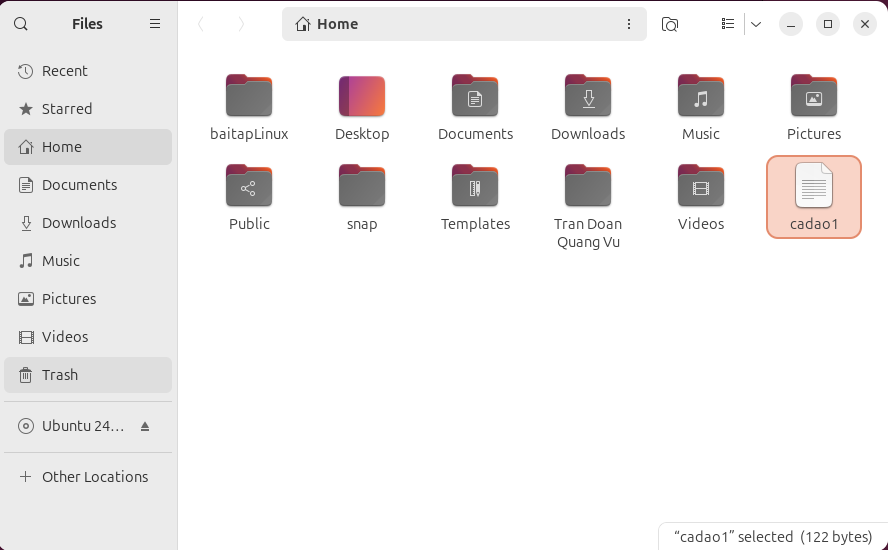 Files
Home
Recent
Starred
Home
Documents
Downloads
Music
Pictures
Videos
Trash
Ubuntu 24…
Other Locations
baitapLinux
Desktop
Documents
Downloads
Music
Pictures
Public
snap
Templates
Tran Doan
Quang Vu
Videos
cadao1
“cadao1” selected (122 bytes)